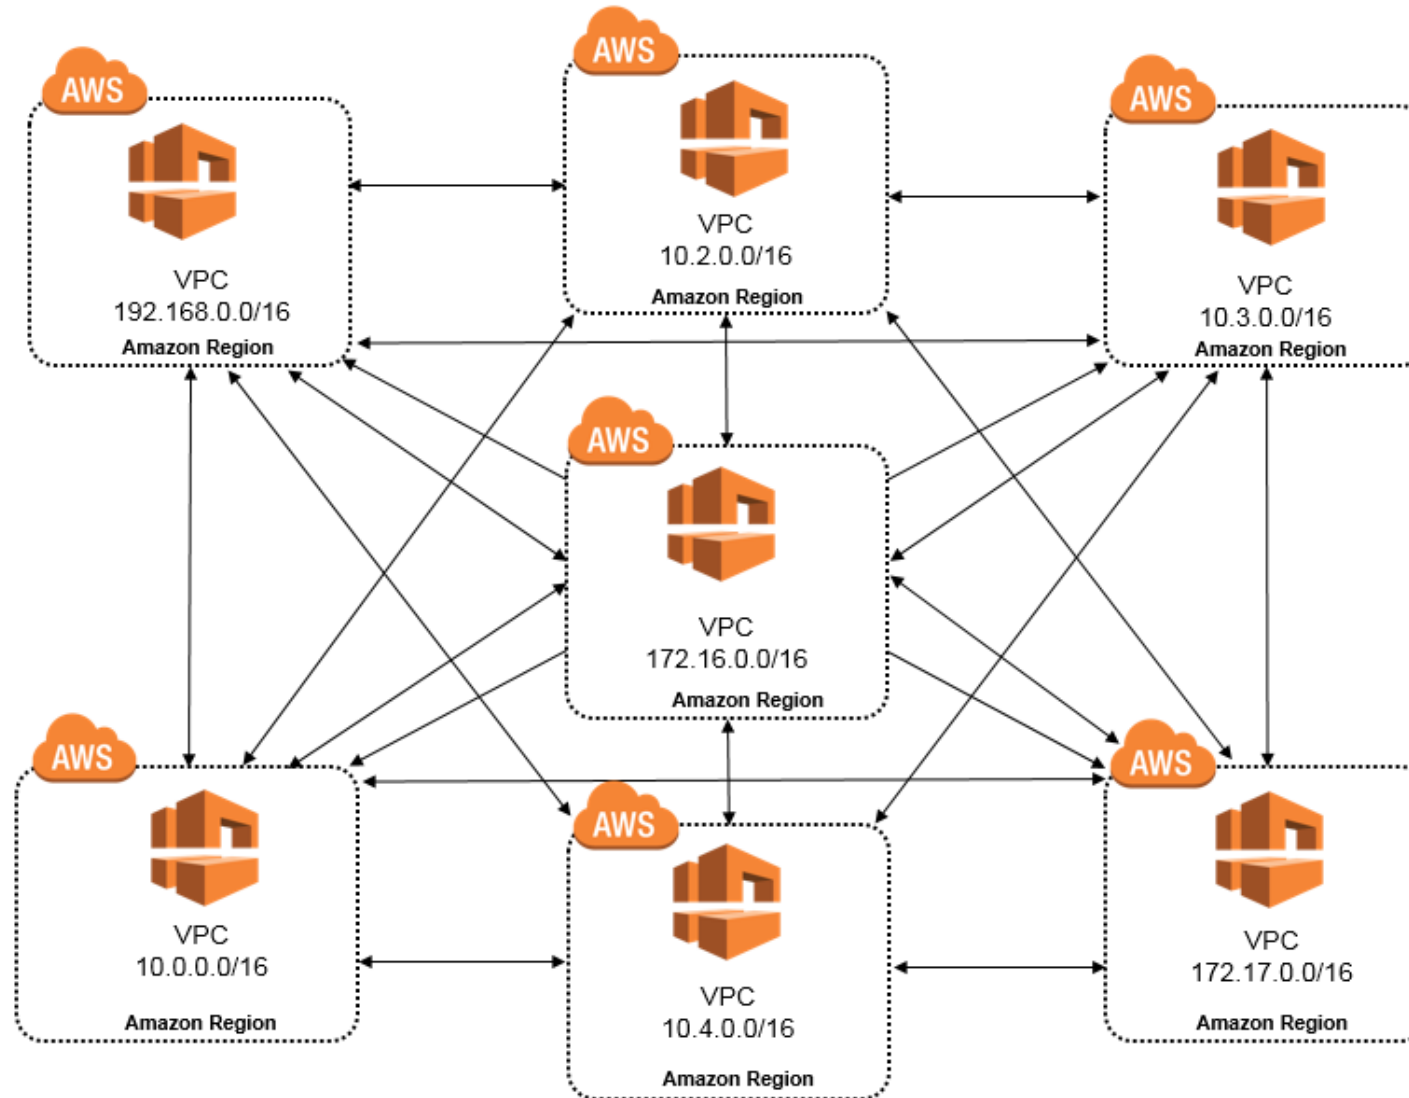 AWS
VPC
192.168.0.0/16
Amazon Region
AWS
VPC
10.2.0.0/16
Amazon Region
AWS
VPC
10.3.0.0/16
Amazon Region
AWS
VPC
172.16.0.0/16
Amazon Region
AWS
VPC
10.0.0.0/16
Amazon Region
AWS
VPC
10.4.0.0/16
Amazon Region
AWS
VPC
172.17.0.0/16
Amazon Region